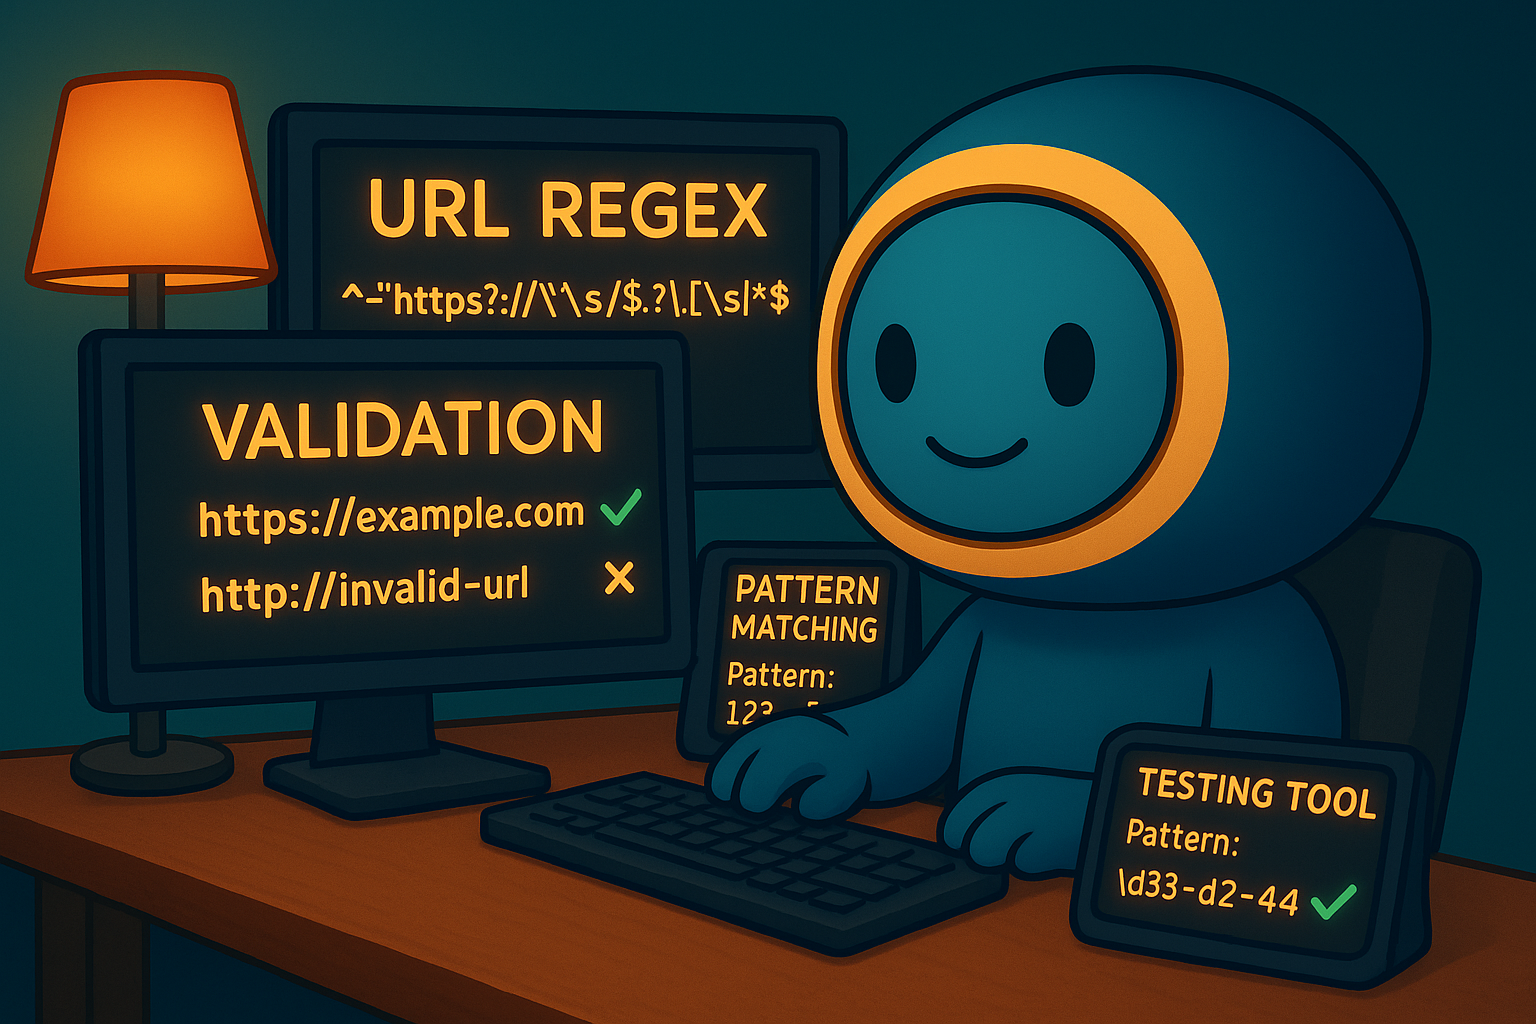 URL REGEX
^-"https?://\‵\s/$.?\.[\s|*$
VALIDATION
https://example.com ✓
http://invalid-url ×
PATTERN
MATCHING
Pattern:
123
TESTING TOOL
Pattern:
\d33-d2-44 ✓